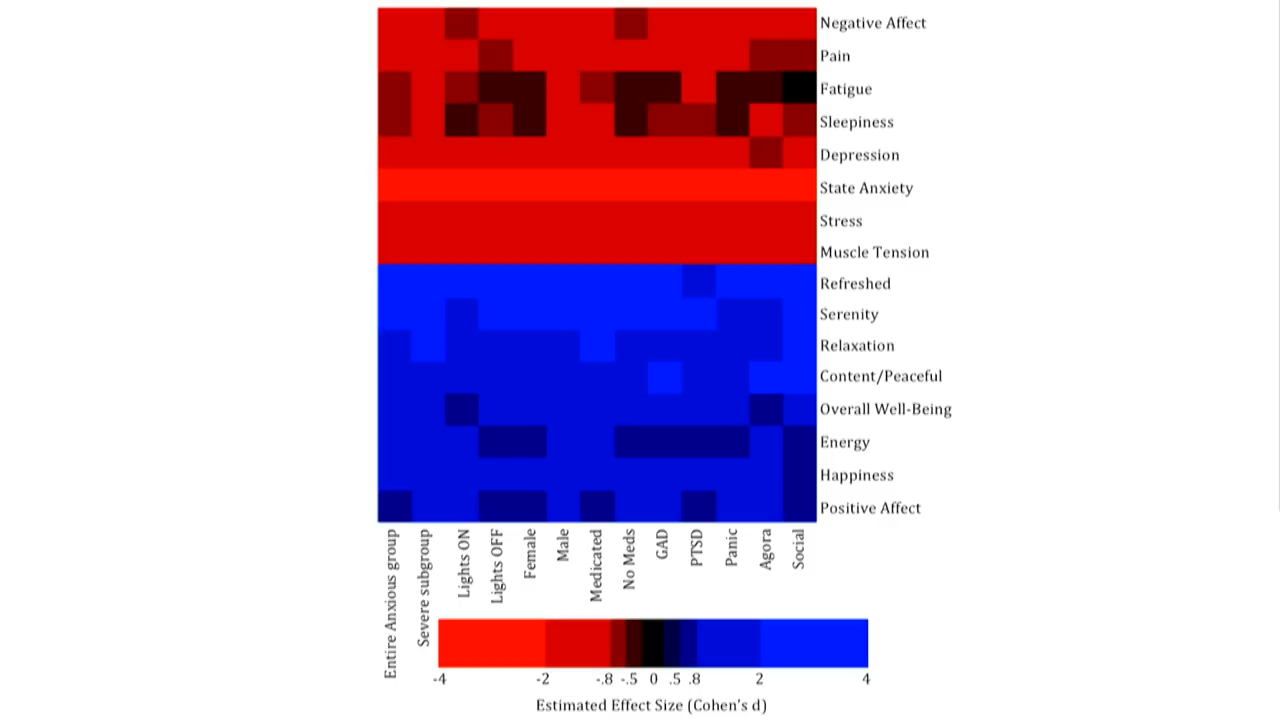 Negative Affect
Pain
Fatigue
Sleepiness
Depression
State Anxiety
Stress
Muscle Tension
Refreshed
Serenity
Relaxation
Content/Peaceful
Overall Well-Being
Energy
Happiness
Positive Affect
Entire Anxious group
Severe subgroup
Lights ON
Lights OFF
Female
Male
Medicated
No Meds
GAD
PTSD
Panic
Agora
Social
-4 -2 -.8 -.5 0 .5 .8 2 4
Estimated Effect Size (Cohen's d)